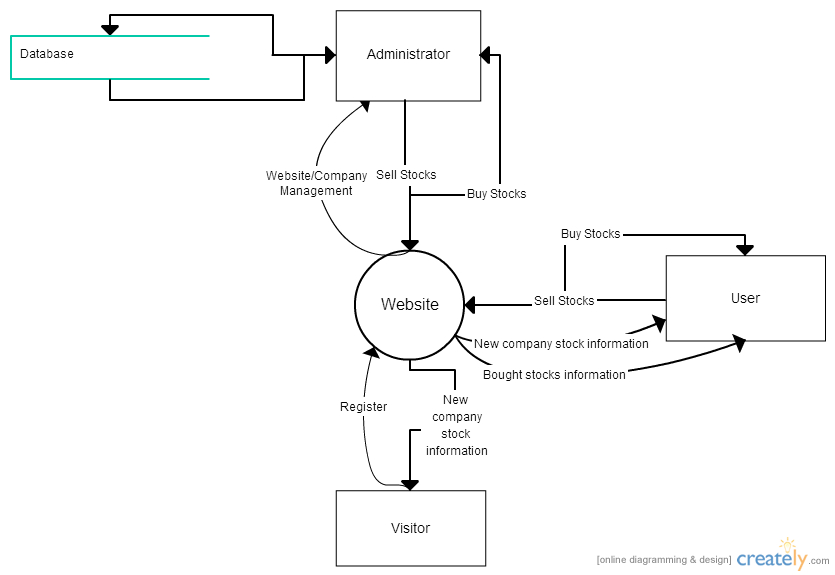 Database
Administrator
Website/Company
Management
Sell Stocks
Buy Stocks
Buy Stocks
Sell Stocks
User
Website
New company stock information
Bought stocks information
Register
New
company
stock
information
Visitor
[online diagramming & design] creately.com